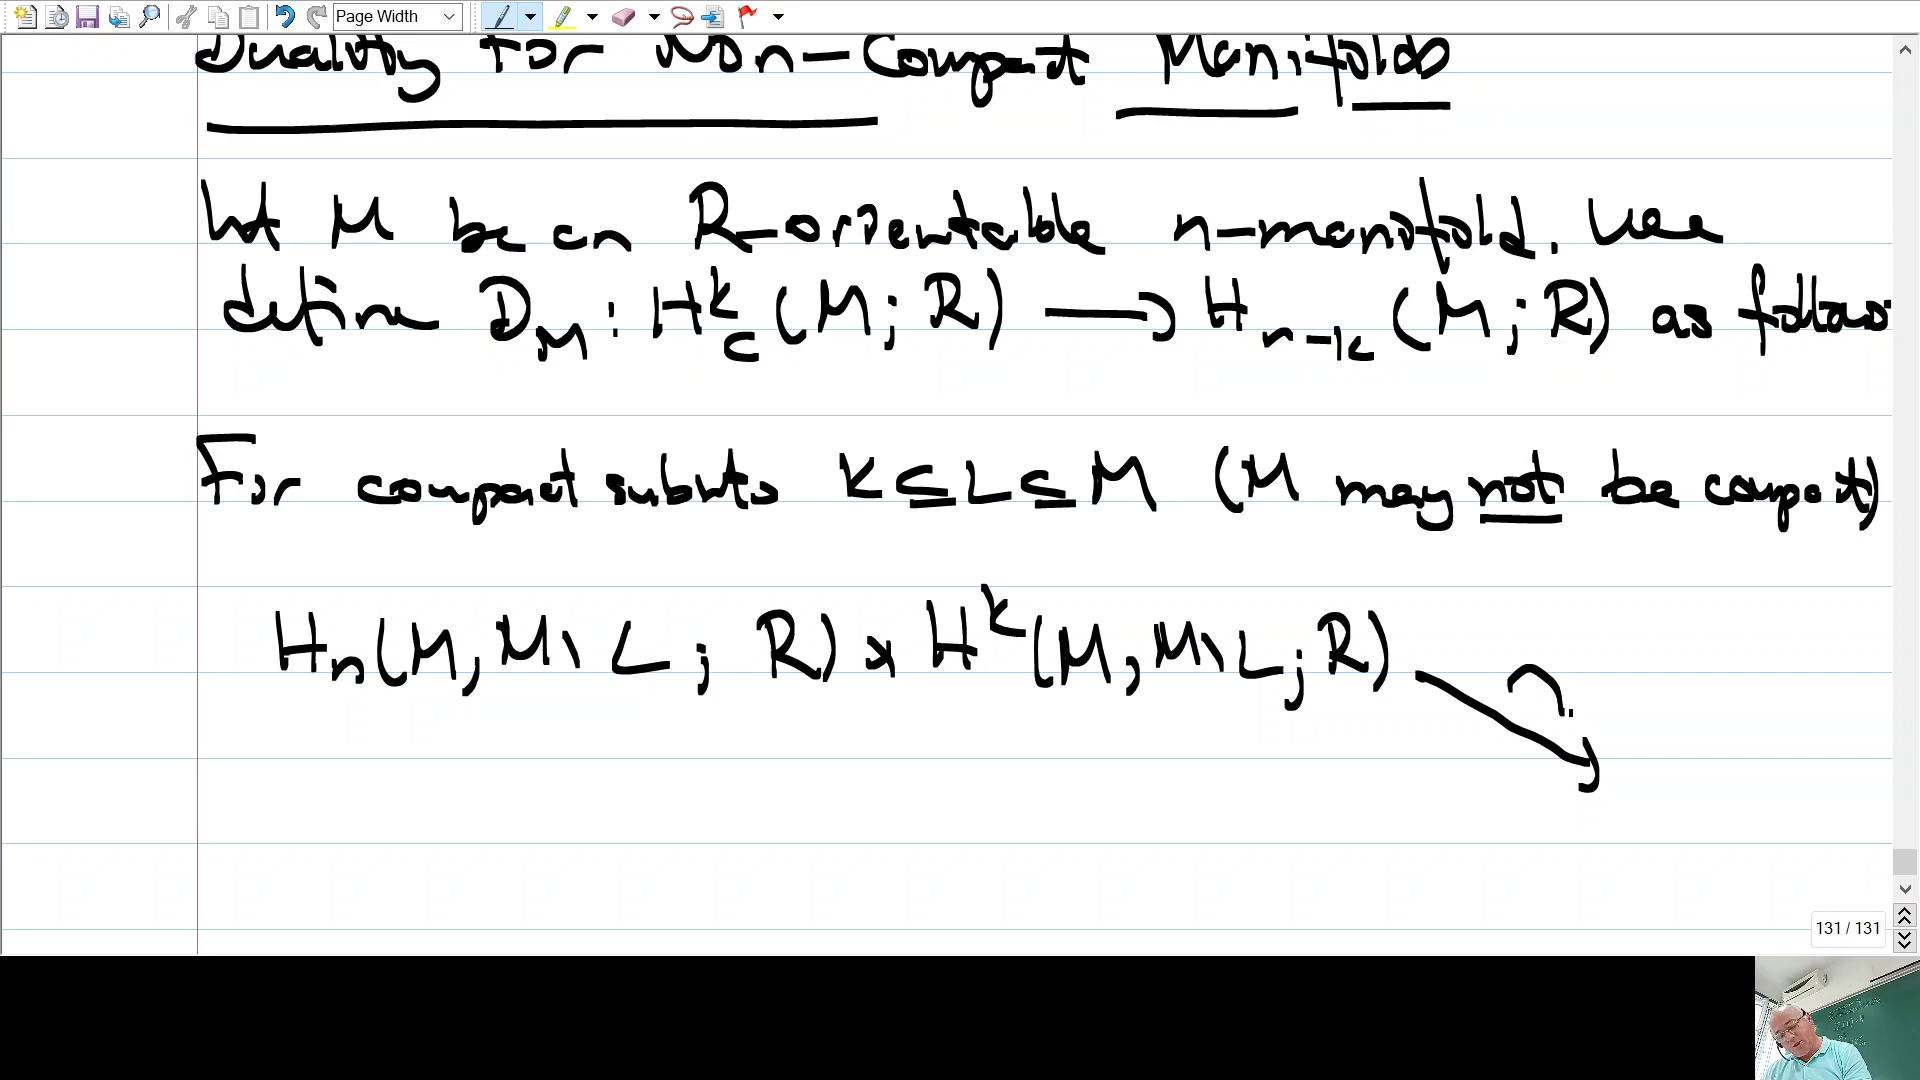 Page Width
Duality for Non-Compact Manifolds
Let M be an R-orientable n-manifold. We
define D_M : H^k_c (M; R) ⟶ H_{n-k} (M; R) as follows
For compact subsets K ⊆ L ⊆ M (M may not be compact)
H_n(M, M\L; R) × H^k(M, M\L; R)
∩
131 / 131